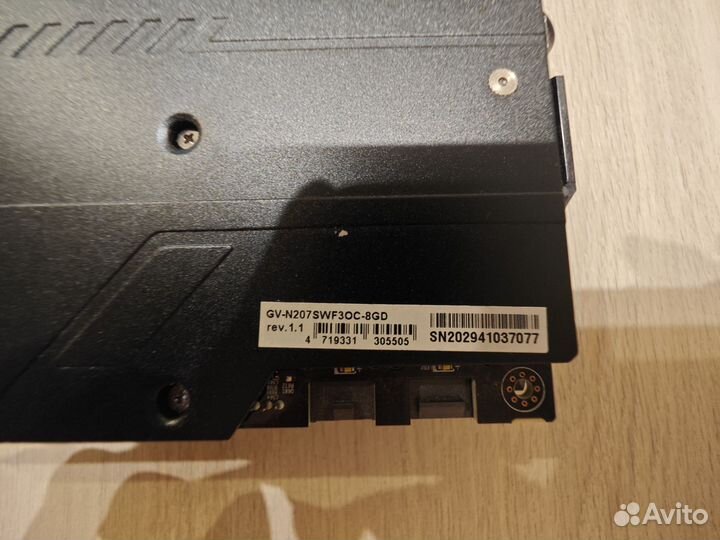 GV-N207SWF3OC-8GD
rev.1.1
4 719331 305505
SN202941037077
Avito